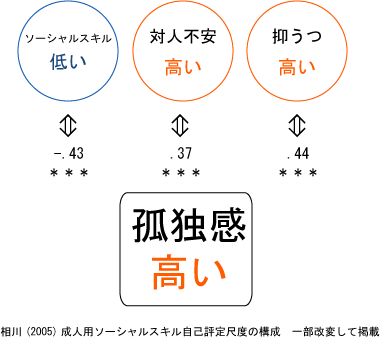 ソーシャルスキル 対人不安 抑うつ
低い 高い 高い
-.43 .37 .44
*** *** ***
孤独感
高い
相川(2005)成人用ソーシャルスキル自己評定尺度の構成 一部改変して掲載